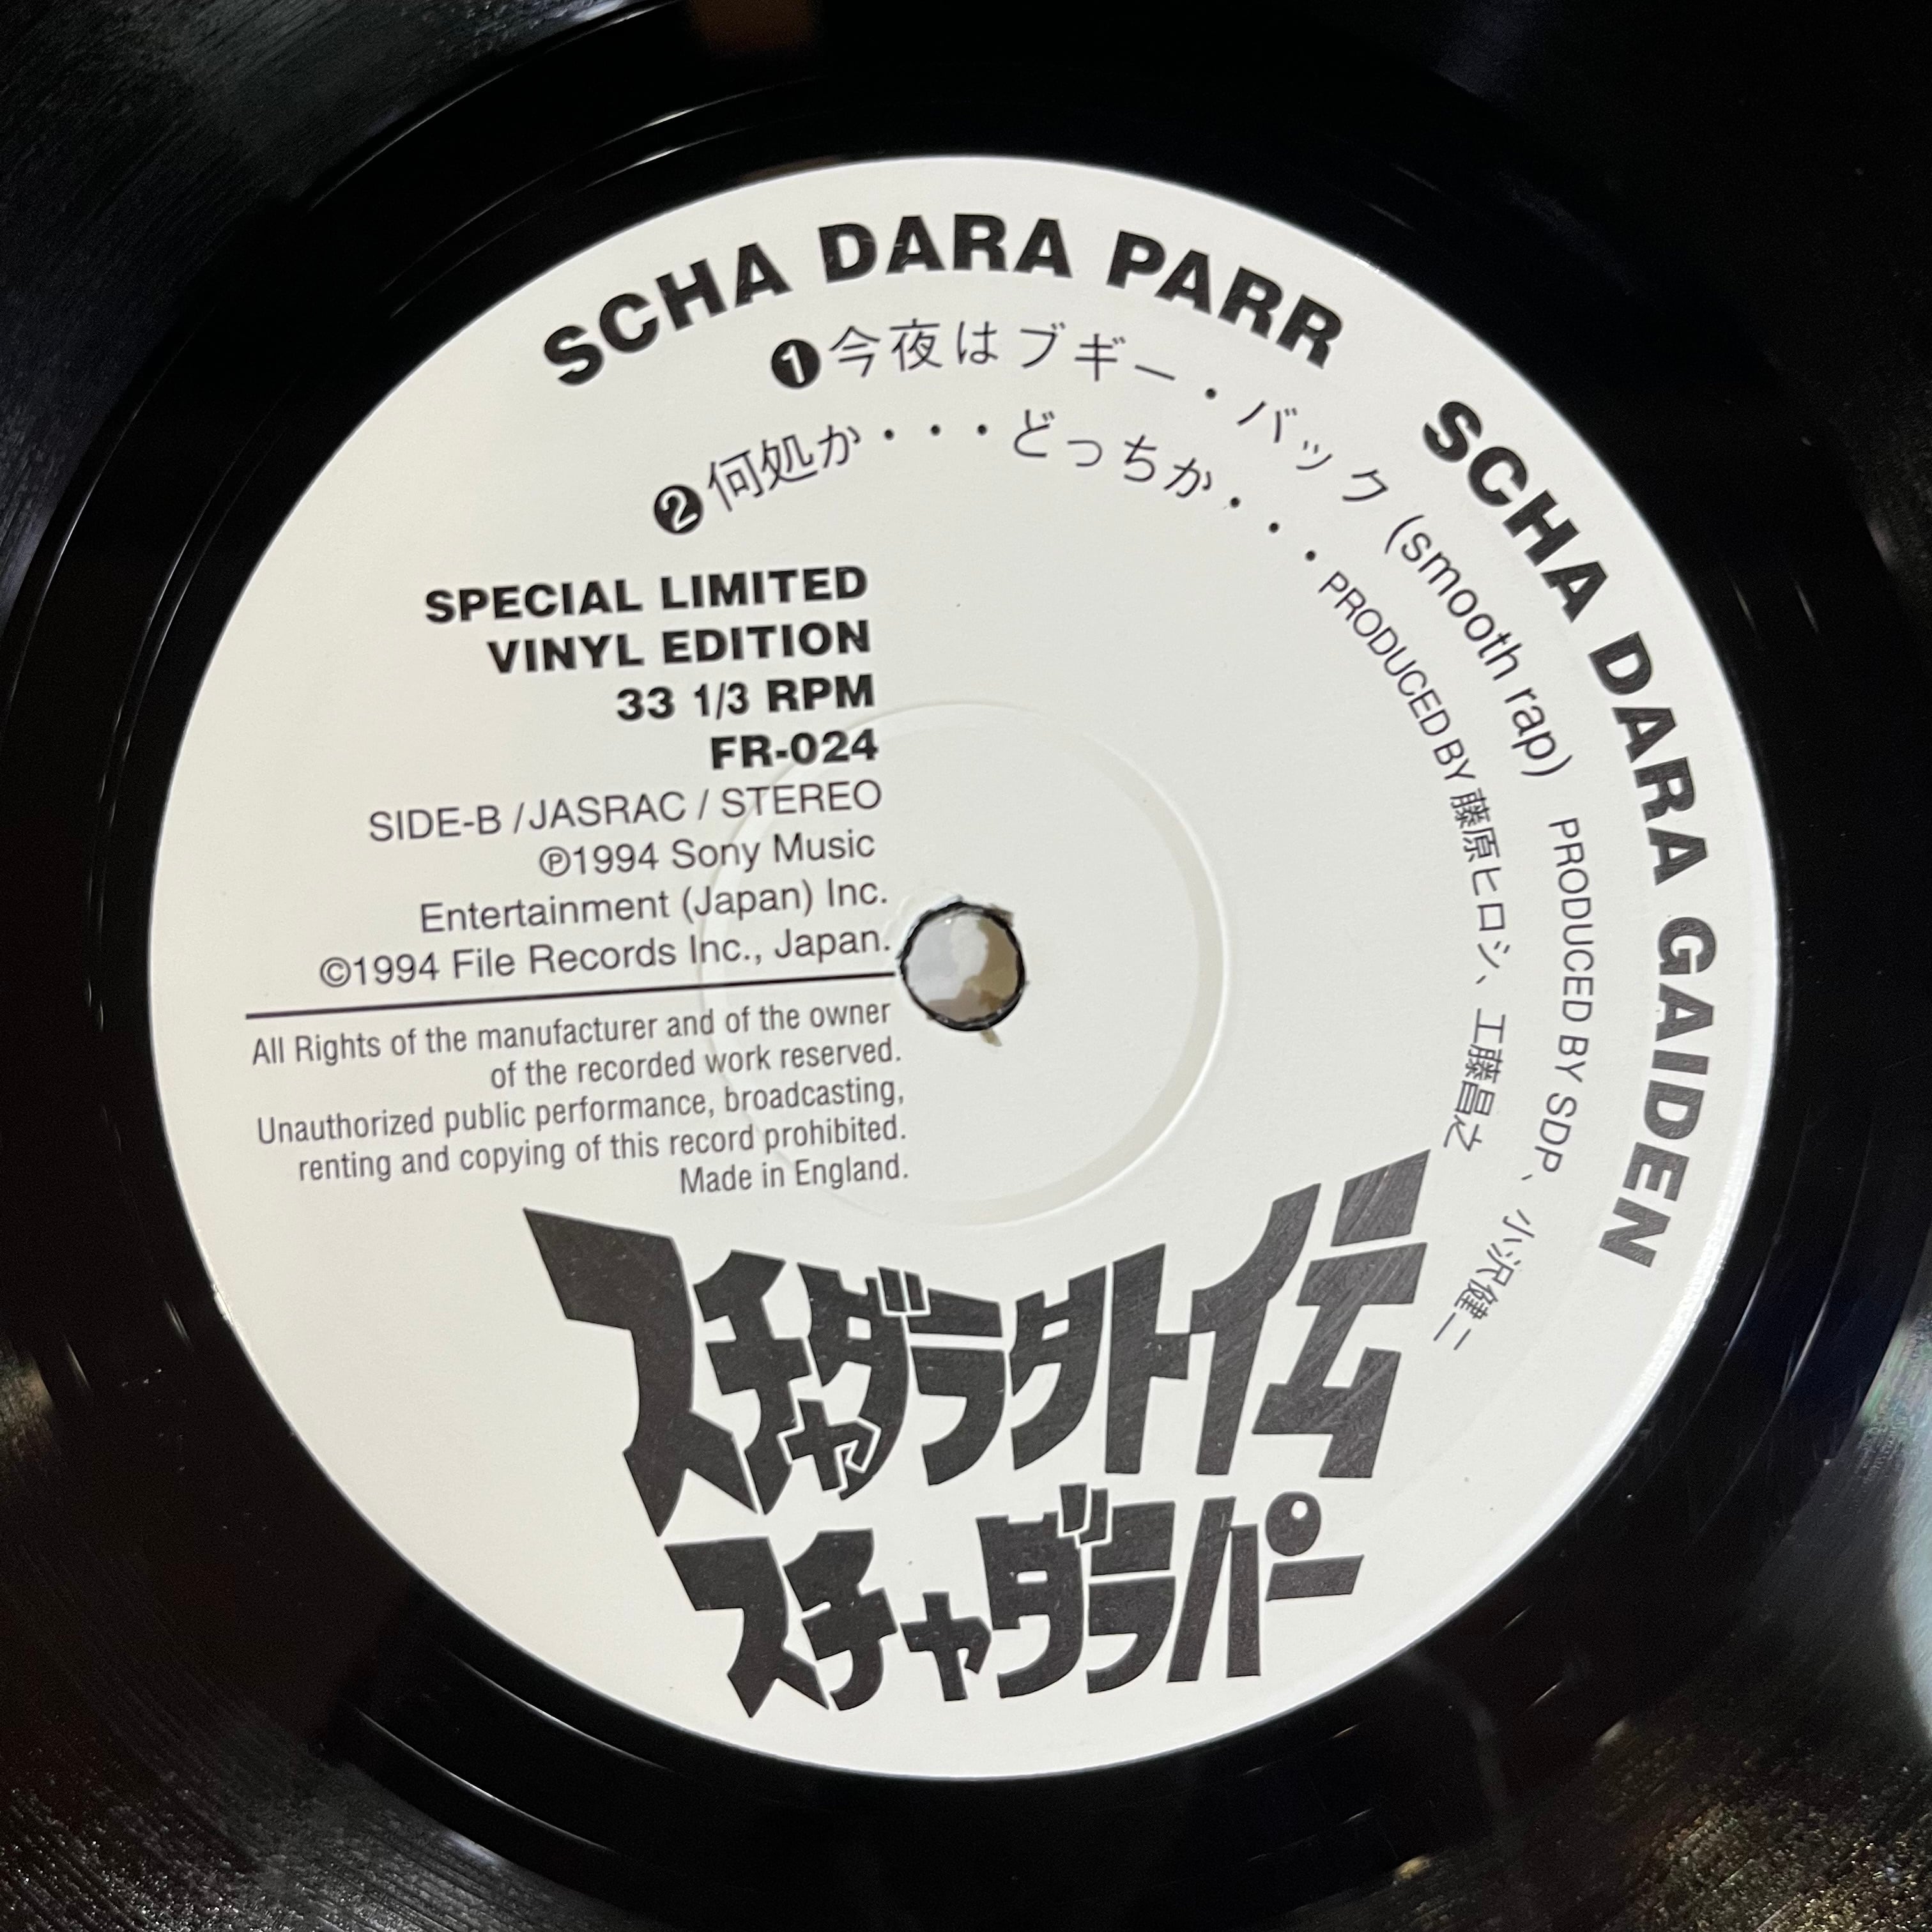 SCHA DARA PARR SCHA DARA GAIDEN
❶今夜はブギー・バック (smooth rap) PRODUCED BY SDP、小沢健二
❷何処か・・・どっちか・・・PRODUCED BY 藤原ヒロシ、工藤昌之
SPECIAL LIMITED
VINYL EDITION
33 1/3 RPM
FR-024
SIDE-B / JASRAC / STEREO
℗1994 Sony Music
Entertainment (Japan) Inc.
©1994 File Records Inc., Japan.
All Rights of the manufacturer and of the owner
of the recorded work reserved.
Unauthorized public performance, broadcasting,
renting and copying of this record prohibited.
Made in England.
スチャダラ外伝
スチャダラパー